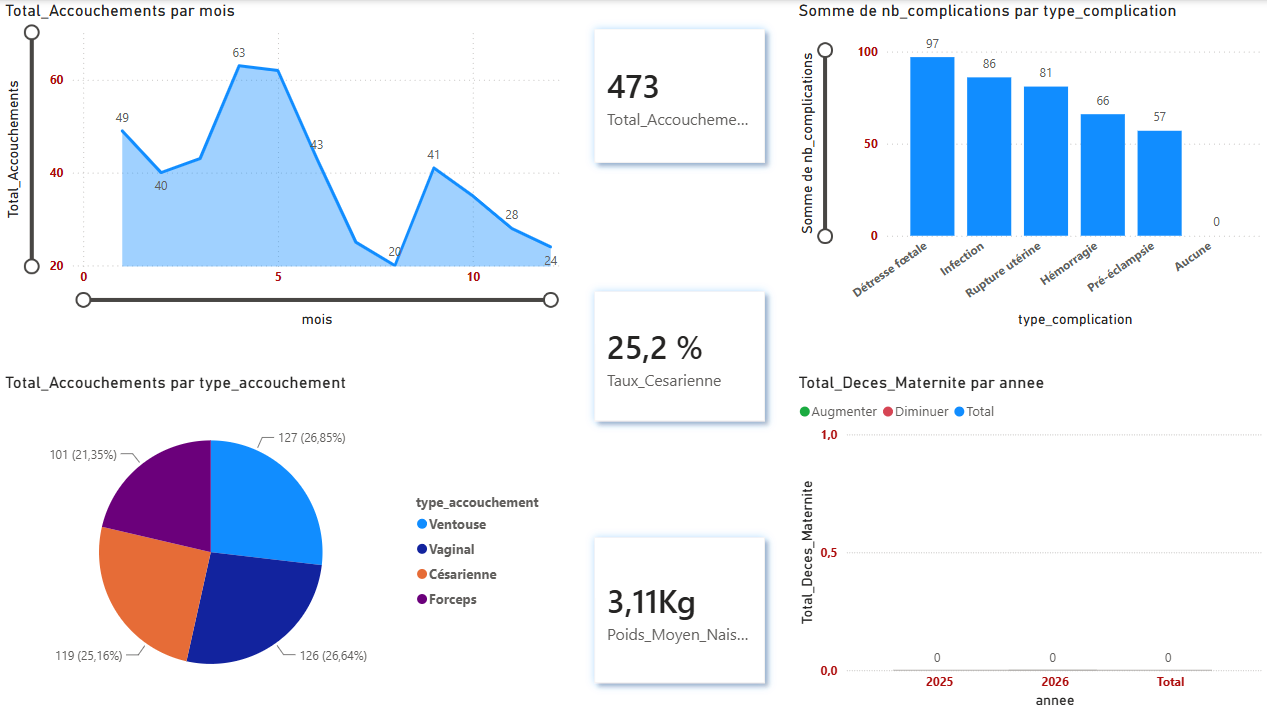 Total_Accouchements par mois
Total_Accouchements
60
40
20
49
40
63
43
20
41
28
24
0
5
10
mois
473
Total_Accoucheme...
Somme de nb_complications par type_complication
Somme de nb_complications
100
50
0
97
86
81
66
57
0
Détresse fœtale
Infection
Rupture utérine
Hémorragie
Pré-éclampsie
Aucune
type_complication
25,2 %
Taux_Cesarienne
Total_Accouchements par type_accouchement
127 (26,85%)
101 (21,35%)
119 (25,16%)
126 (26,64%)
type_accouchement
Ventouse
Vaginal
Césarienne
Forceps
3,11Kg
Poids_Moyen_Nais...
Total_Deces_Maternite par annee
Augmenter Diminuer Total
Total_Deces_Maternite
1,0
0,5
0,0
0
0
0
2025
2026
Total
annee